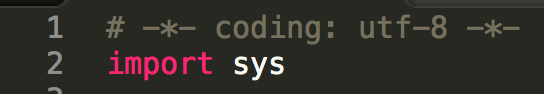 1 # -*- coding: utf-8 -*-
2 import sys